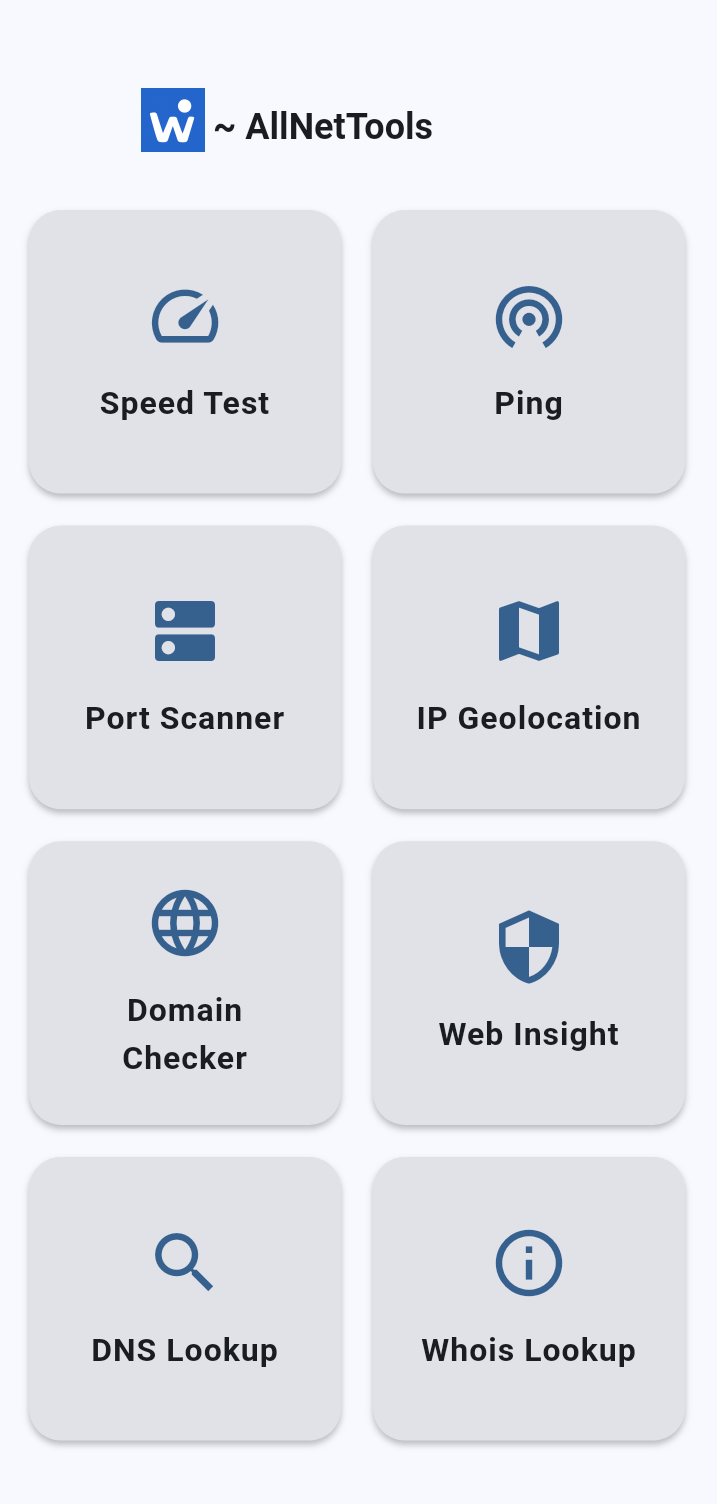 w ~ AllNetTools
Speed Test
Ping
Port Scanner
IP Geolocation
Domain
Checker
Web Insight
DNS Lookup
Whois Lookup